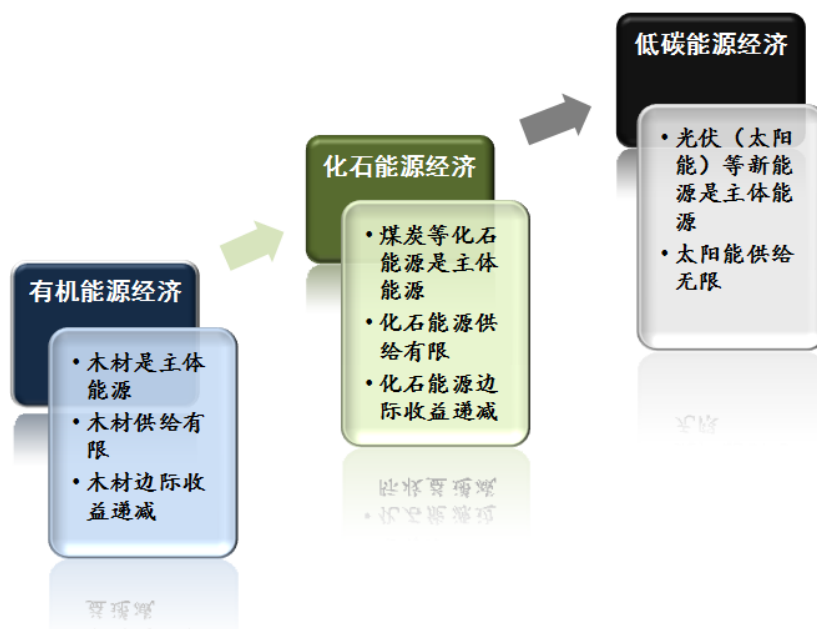 有机能源经济
• 木材是主体
能源
• 木材供给有
限
• 木材边际收
益递减
化石能源经济
• 煤炭等化石
能源是主体
能源
• 化石能源供
给有限
• 化石能源边
际收益递减
低碳能源经济
• 光伏（太阳
能）等新能
源是主体能
源
• 太阳能供给
无限